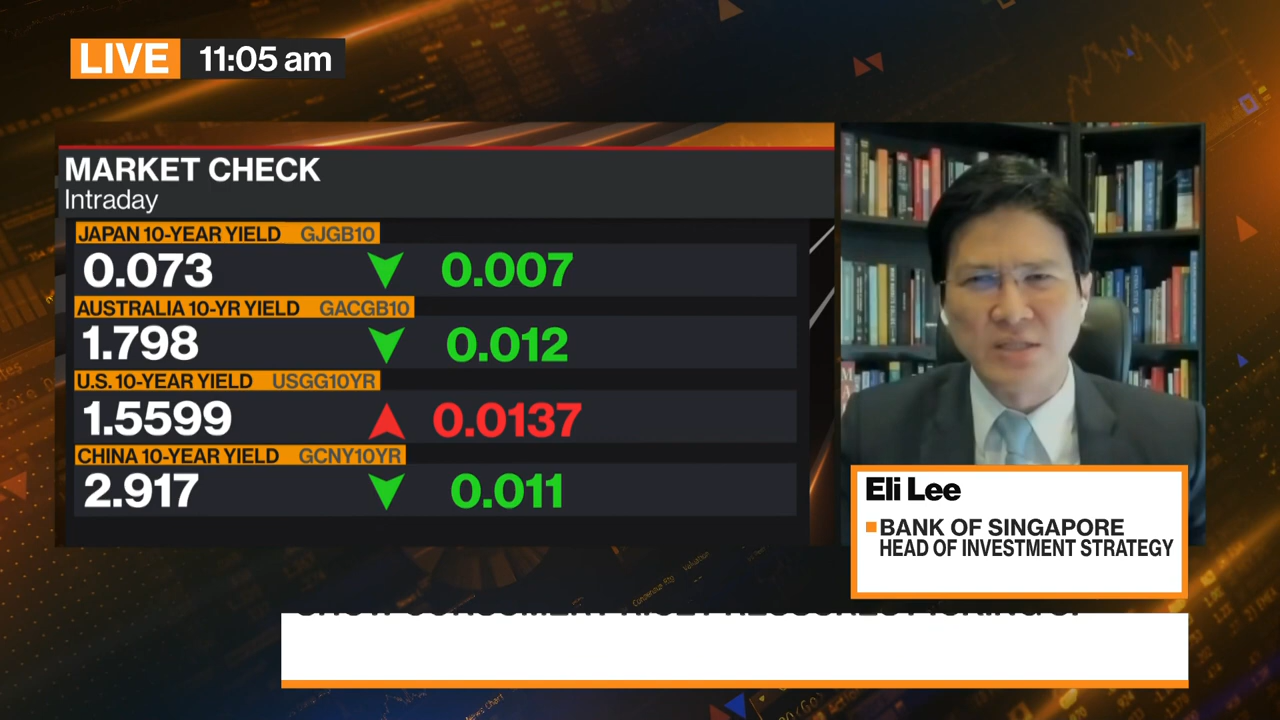 LIVE 11:05 am
MARKET CHECK
Intraday
JAPAN 10-YEAR YIELD GJGB10
0.073 0.007
AUSTRALIA 10-YR YIELD GACGB10
1.798 0.012
U.S. 10-YEAR YIELD USGG10YR
1.5599 0.0137
CHINA 10-YEAR YIELD GCNY10YR
2.917 0.011
Eli Lee
BANK OF SINGAPORE
HEAD OF INVESTMENT STRATEGY